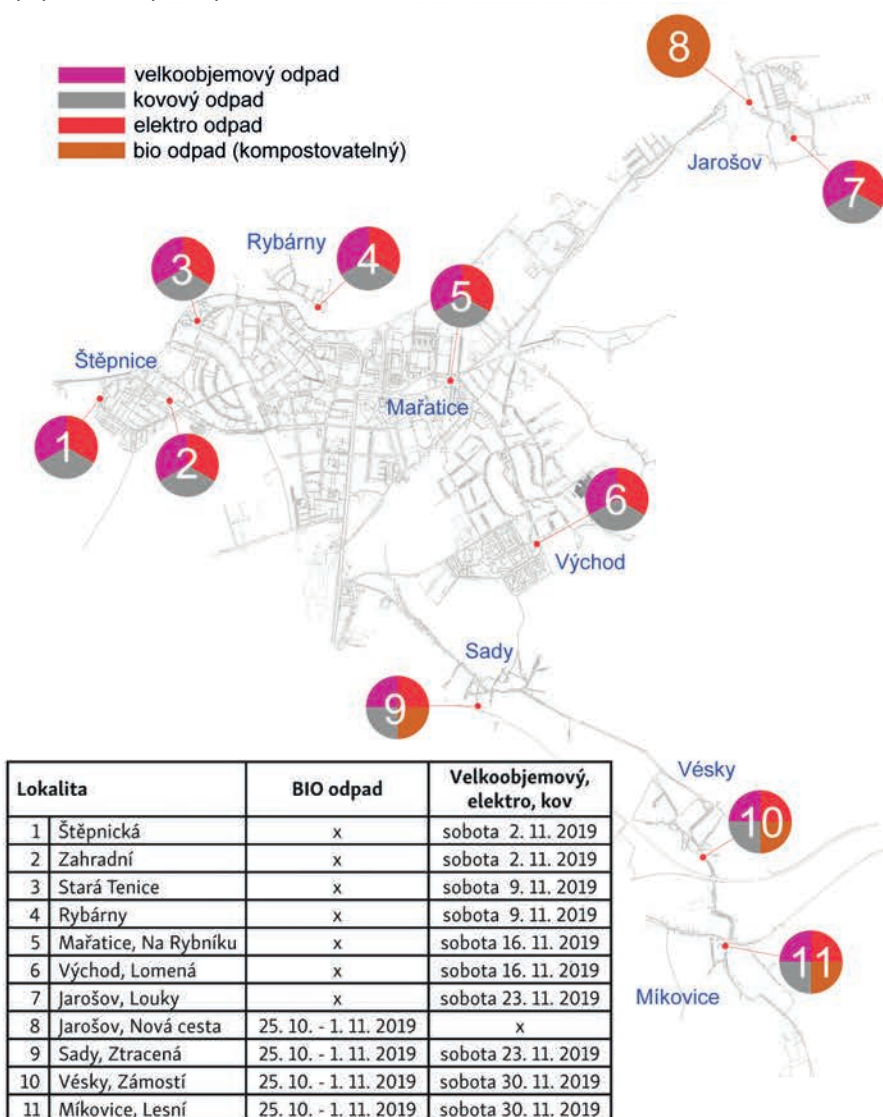 velkoobjemový odpad
kovový odpad
elektro odpad
bio odpad (kompostovatelný)
8
Jarošov
7
Rybárny
3
4
5
Štěpnice
Mařatice
1
2
6
Východ
Sady
9
Vésky
10
11
Míkovice
Lokalita BIO odpad Velkoobjemový, elektro, kov
1 Štěpnická x sobota 2. 11. 2019
2 Zahradní x sobota 2. 11. 2019
3 Stará Tenice x sobota 9. 11. 2019
4 Rybárny x sobota 9. 11. 2019
5 Mařatice, Na Rybníku x sobota 16. 11. 2019
6 Východ, Lomená x sobota 16. 11. 2019
7 Jarošov, Louky x sobota 23. 11. 2019
8 Jarošov, Nová cesta 25. 10. - 1. 11. 2019 x
9 Sady, Ztracená 25. 10. - 1. 11. 2019 sobota 23. 11. 2019
10 Vésky, Zámostí 25. 10. - 1. 11. 2019 sobota 30. 11. 2019
11 Míkovice, Lesní 25. 10. - 1. 11. 2019 sobota 30. 11. 2019